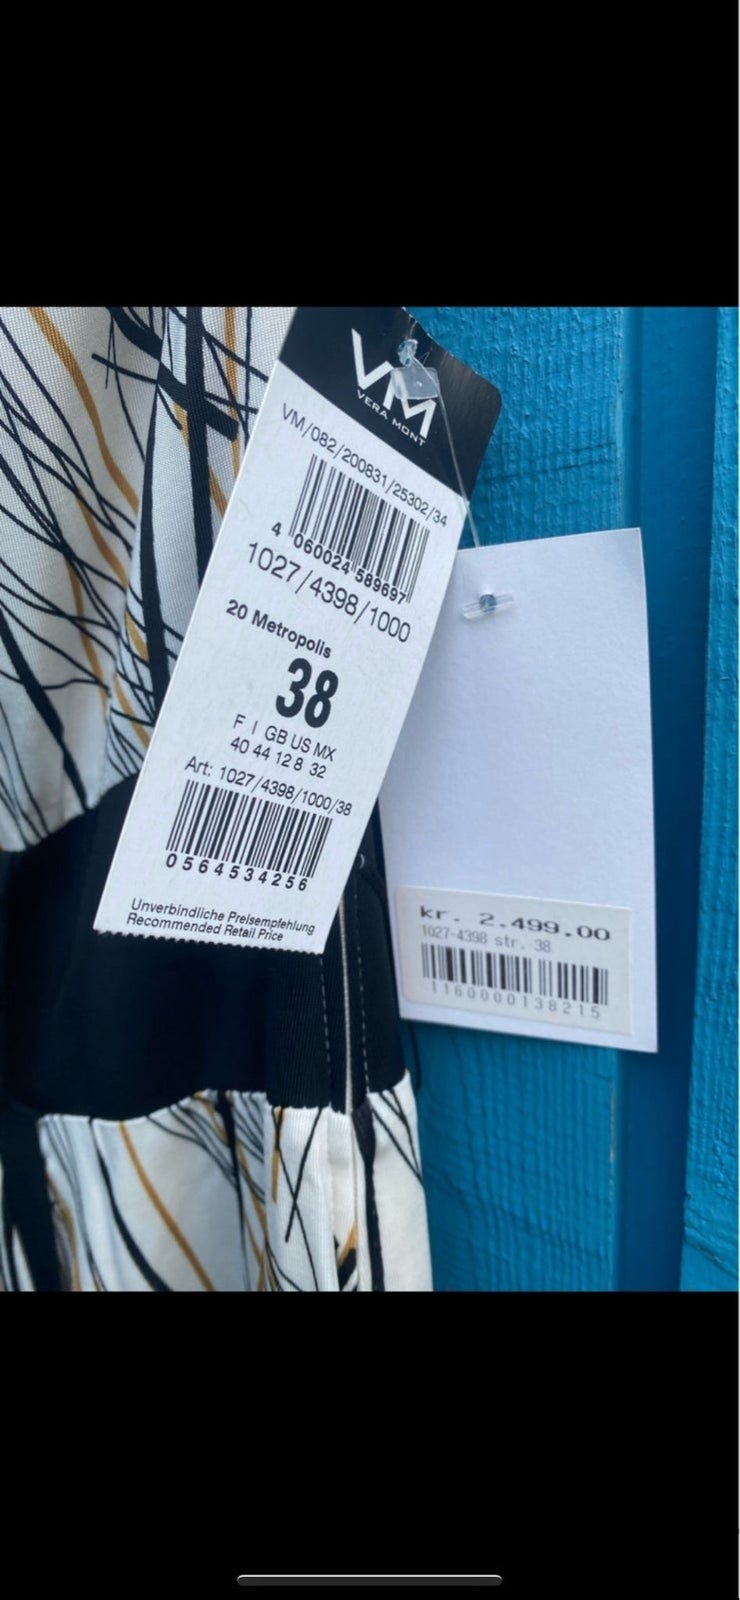 VM
VERA MONT
VM/082/200831/25302/34
4 060024 589697
1027/4398/1000
20 Metropolis
38
F I GB US MX
40 44 12 8 32
Art: 1027/4398/1000/38
0564534256
Unverbindliche Preisempfehlung
Recommended Retail Price
kr. 2.499.00
1027-4398 str. 38
1160000138215